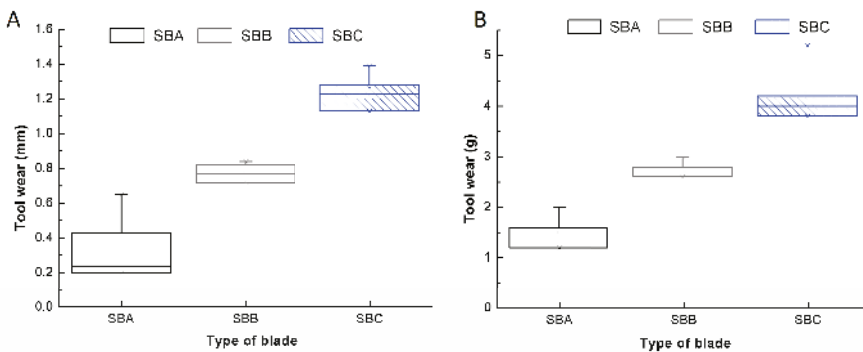 A
SBA SBB SBC
Tool wear (mm)
1.6
1.4
1.2
1.0
0.8
0.6
0.4
0.2
0.0
SBA SBB SBC
Type of blade
B
SBA SBB SBC
Tool wear (g)
5
4
3
2
1
0
SBA SBB SBC
Type of blade